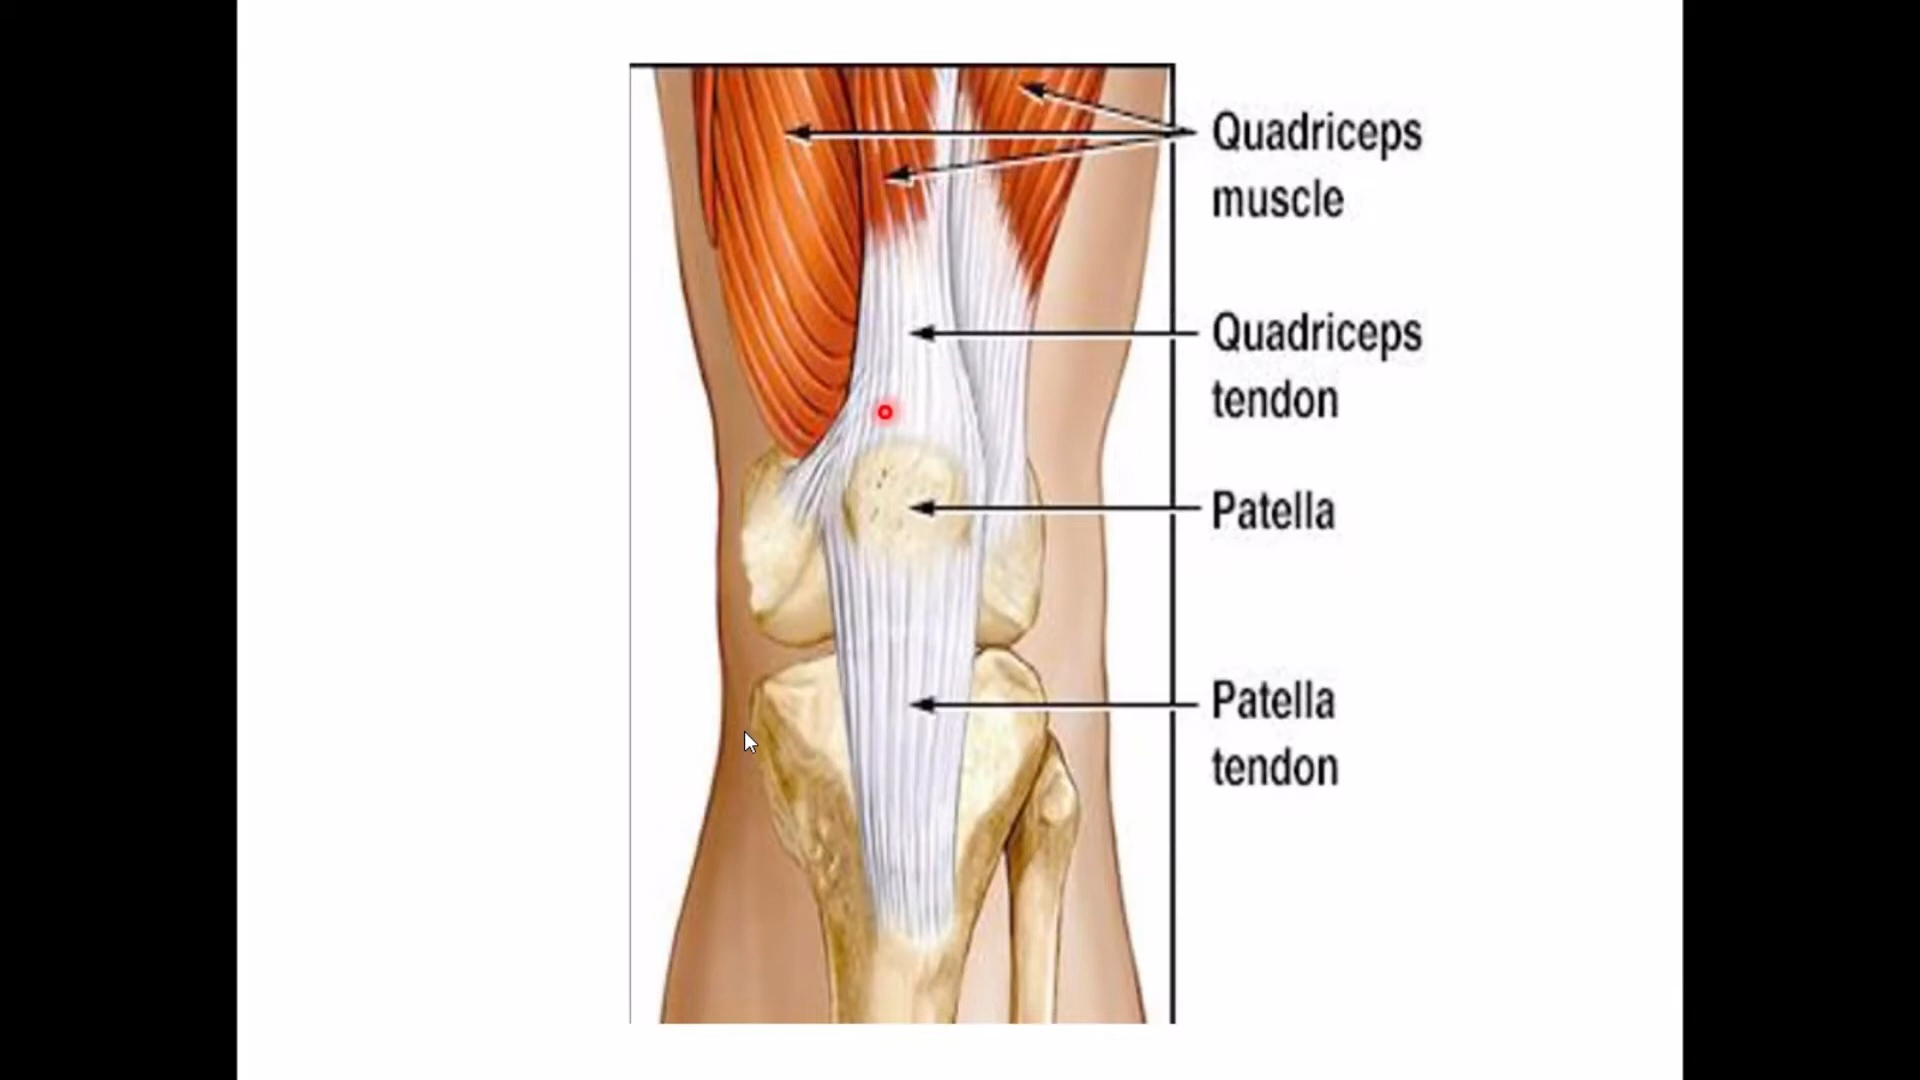 Quadriceps
muscle
Quadriceps
tendon
Patella
Patella
tendon